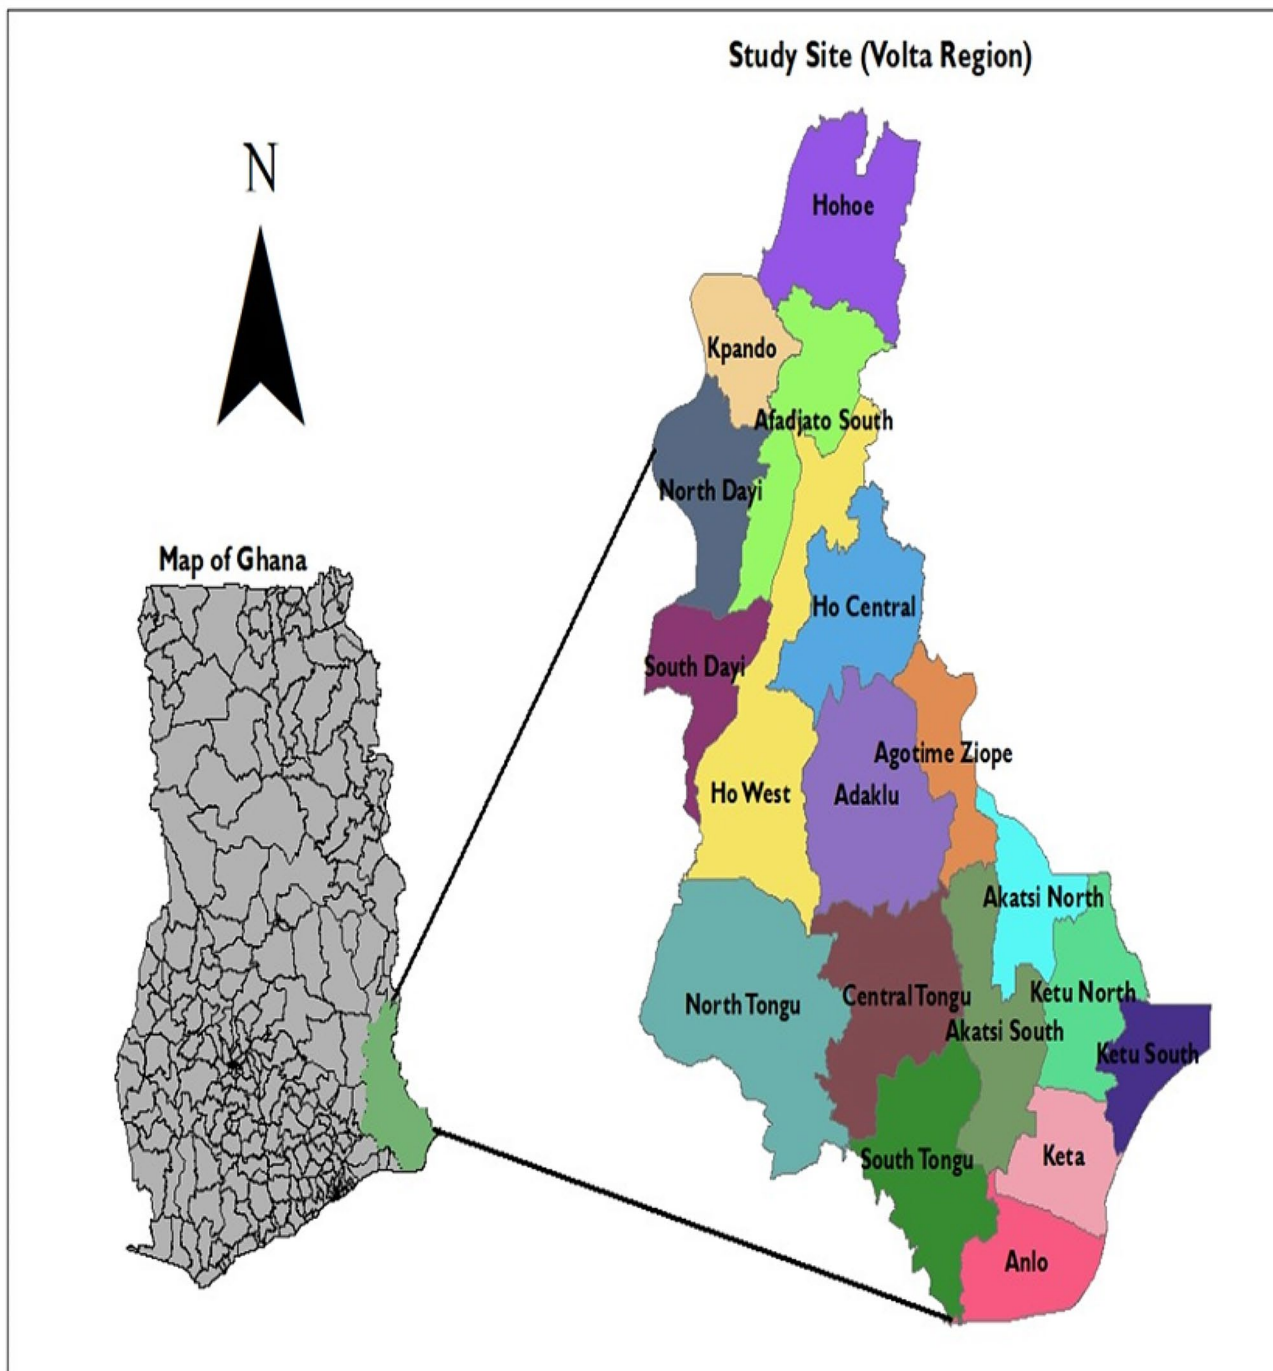 Study Site (Volta Region)
N
Hohoe
Kpando
Afadjato South
North Dayi
Map of Ghana
Ho Central
South Dayi
Agotime Ziope
Ho West
Adaklu
Akatsi North
North Tongu
Central Tongu
Ketu North
Akatsi South
Ketu South
South Tongu
Keta
Anlo